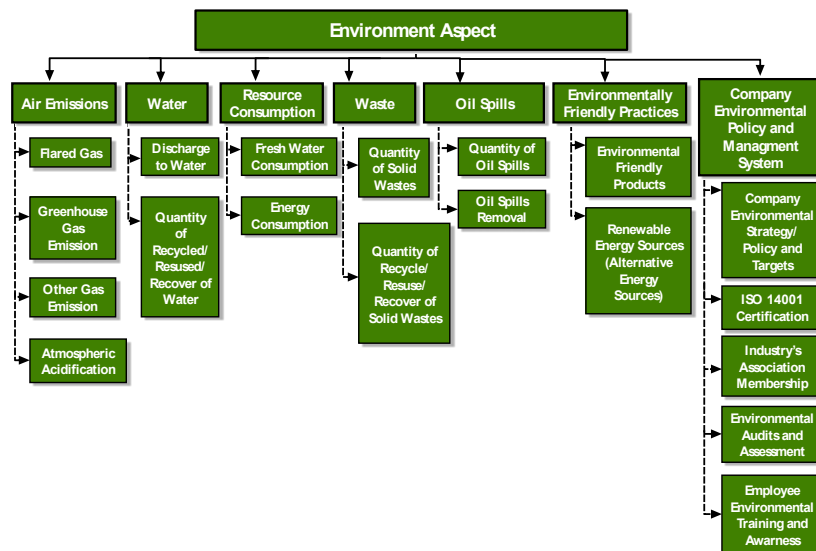 Environment Aspect
Air Emissions
Water
Resource
Consumption
Waste
Oil Spills
Environmentally
Friendly Practices
Company
Environmental
Policy and
Managment
System
Flared Gas
Greenhouse
Gas
Emission
Other Gas
Emission
Atmospheric
Acidification
Discharge
to Water
Quantity
of
Recycled/
Resused/
Recover of
Water
Fresh Water
Consumption
Energy
Consumption
Quantity
of Solid
Wastes
Quantity of
Recycle/
Resuse/
Recover of
Solid Wastes
Quantity of
Oil Spills
Oil Spills
Removal
Environmental
Friendly
Products
Renewable
Energy Sources
(Alternative
Energy
Sources)
Company
Environmental
Strategy/
Policy and
Targets
ISO 14001
Certification
Industry's
Association
Membership
Environmental
Audits and
Assessment
Employee
Environmental
Training and
Awarness